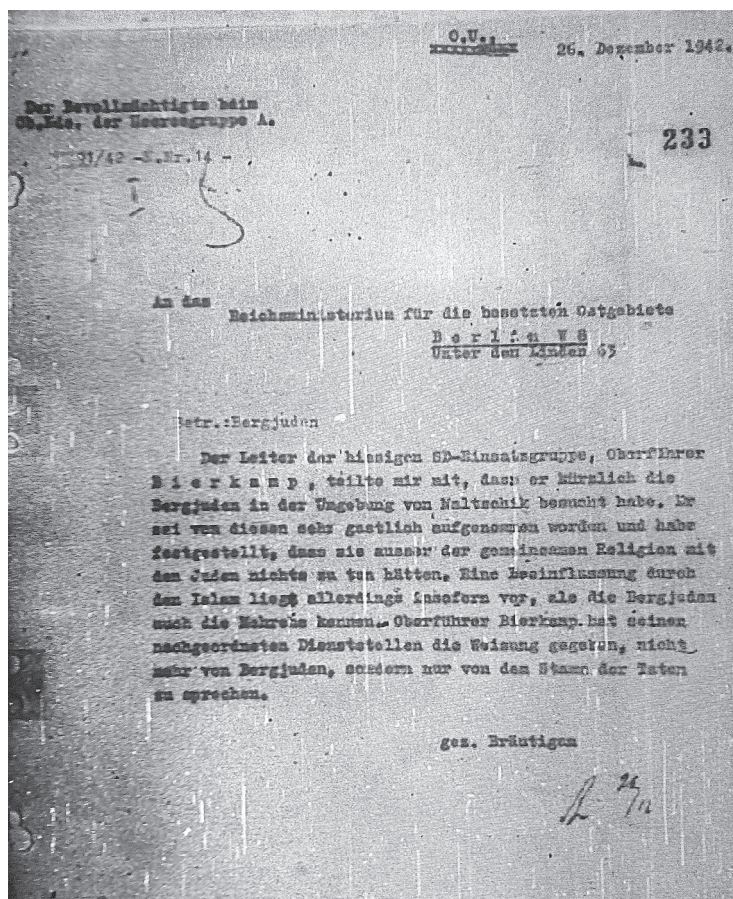 O.U.,
26. Dezember 1942.
Der Bevollmächtigte beim
Ob.Kdo. der Heeresgruppe A.
233
21/42 -K.Nr.14 -
I
An das
Reichsministerium für die besetzten Ostgebiete
B e r l i n W 8
Unter den Linden 63
Betr.:Bergjuden
Der Leiter der hiesigen SD-Einsatzgruppe, Oberführer
B i e r k a m p , teilte mir mit, dass er kürzlich die
Bergjuden in der Umgebung von Naltschik besucht habe. Er
sei von diesen sehr gastlich aufgenommen worden und habe
festgestellt, dass sie ausser der gemeinsamen Religion mit
den Juden nichts zu tun hätten. Eine Beeinflussung durch
den Islam liegt allerdings insofern vor, als die Bergjuden
auch die Mehrehe kennen. Oberführer Bierkamp hat seinen
nachgeordneten Dienststellen die Weisung gegeben, nicht
mehr von Bergjuden, sondern nur von dem Stamm der Taten
zu sprechen.
gez. Bräutigam